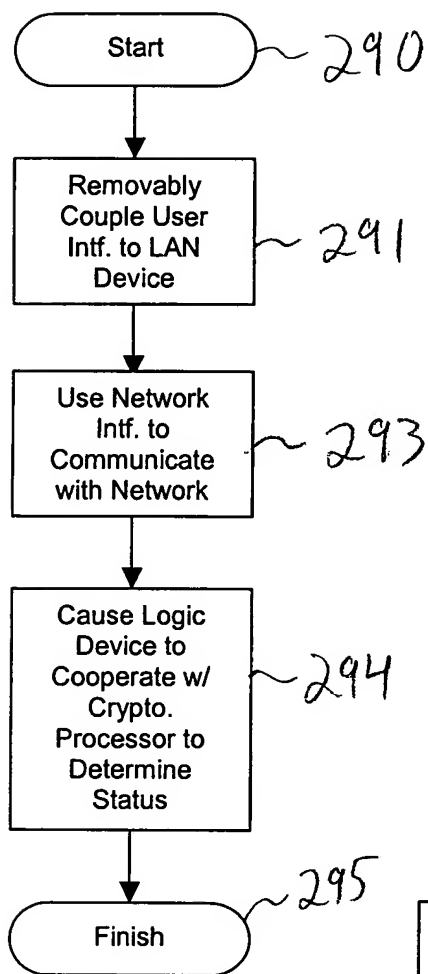 Start
290
Removably
Couple User
Intf. to LAN
Device
291
Use Network
Intf. to
Communicate
with Network
293
Cause Logic
Device to
Cooperate w/
Crypto.
Processor to
Determine
Status
294
Finish
295